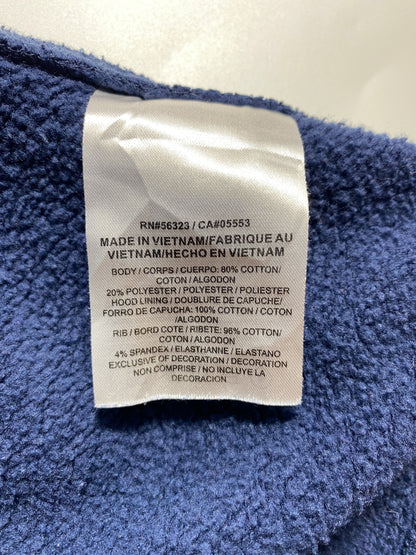 RN#56323 / CA#05553
MADE IN VIETNAM/FABRIQUE AU
VIETNAM/HECHO EN VIETNAM
BODY / CORPS / CUERPO: 80% COTTON/
COTON / ALGODON
20% POLYESTER / POLYESTER / POLIESTER
HOOD LINING / DOUBLURE DE CAPUCHE/
FORRO DE CAPUCHA: 100% COTTON / COTON
/ALGODON
RIB / BORD COTE / RIBETE: 96% COTTON/
COTON / ALGODON
4% SPANDEX / ELASTHANNE / ELASTANO
EXCLUSIVE OF DECORATION / DECORATION
NON COMPRISE / NO INCLUYE LA
DECORACION